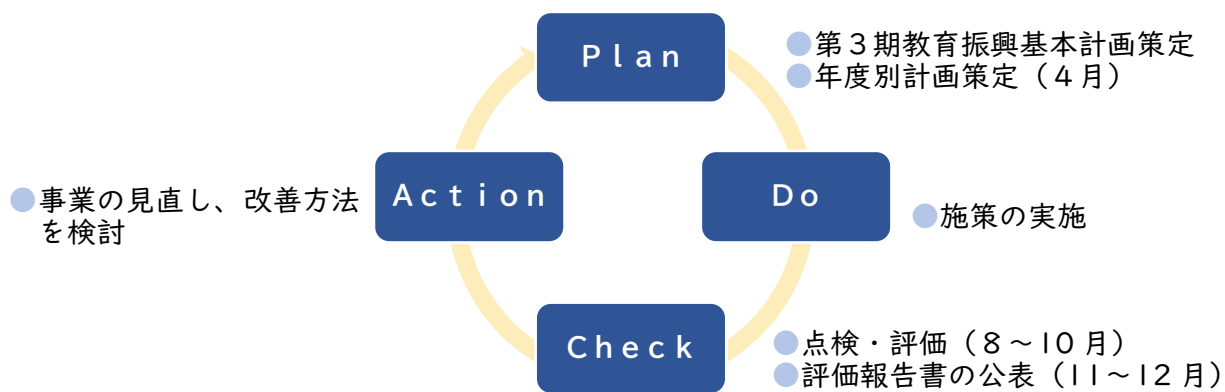 Plan
●第３期教育振興基本計画策定
●年度別計画策定（４月）
Do
●施策の実施
Check
●点検・評価（８～10月）
●評価報告書の公表（11～12月）
Action
●事業の見直し、改善方法
を検討